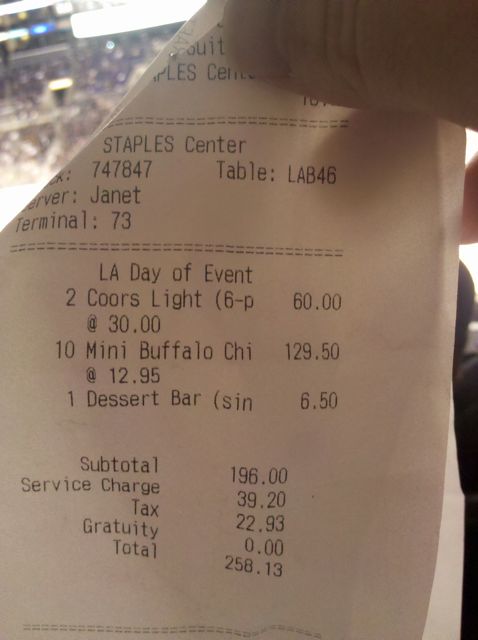 Suit
STAPLES Center
747847 Table: LAB46
Server: Janet
Terminal: 73
LA Day of Event
2 Coors Light (6-p 60.00
@ 30.00
10 Mini Buffalo Chi 129.50
@ 12.95
1 Dessert Bar (sin 6.50
Subtotal 196.00
Service Charge 39.20
Tax 22.93
Gratuity 0.00
Total 258.13